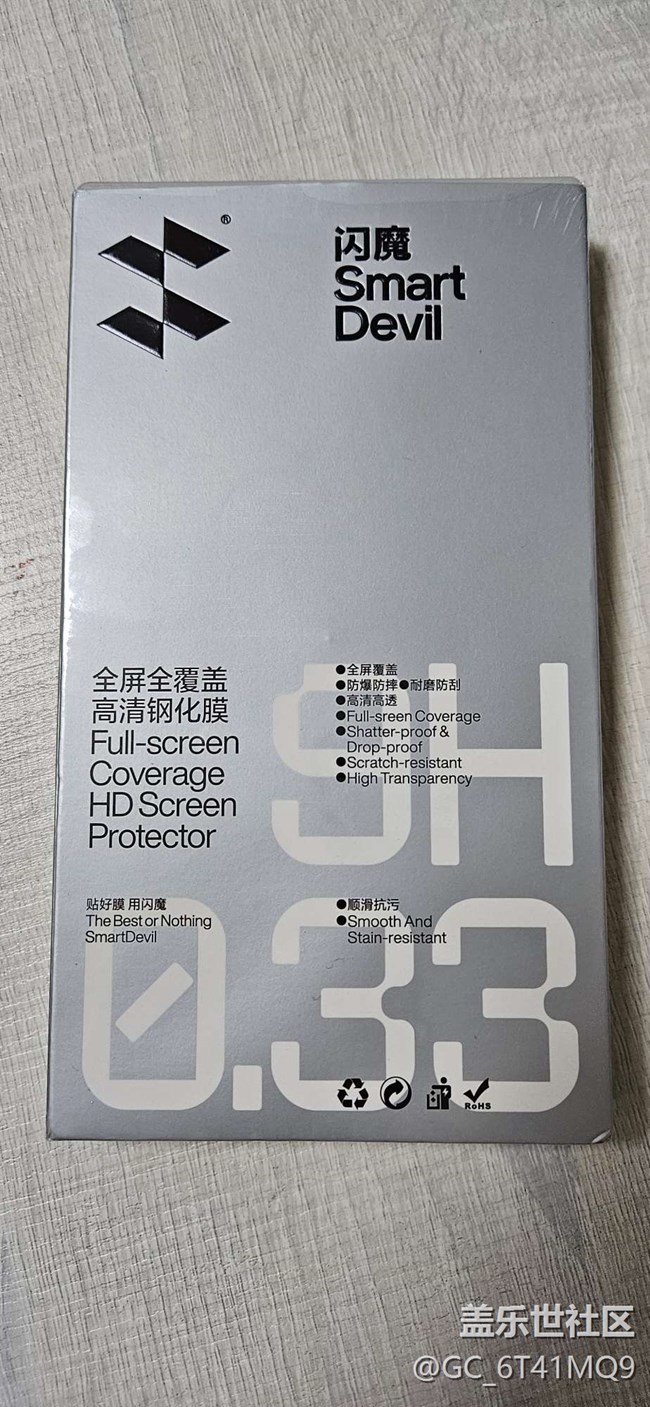 ®
闪魔
Smart
Devil
全屏全覆盖
高清钢化膜
Full-screen
Coverage
HD Screen
Protector
●全屏覆盖
●防爆防摔●耐磨防刮
●高清高透
●Full-sreen Coverage
●Shatter-proof &
Drop-proof
●Scratch-resistant
●High Transparency
9H
贴好膜 用闪魔
The Best or Nothing
SmartDevil
●顺滑抗污
●Smooth And
Stain-resistant
0.33
RoHS
盖乐世社区
@GC_6T41MQ9